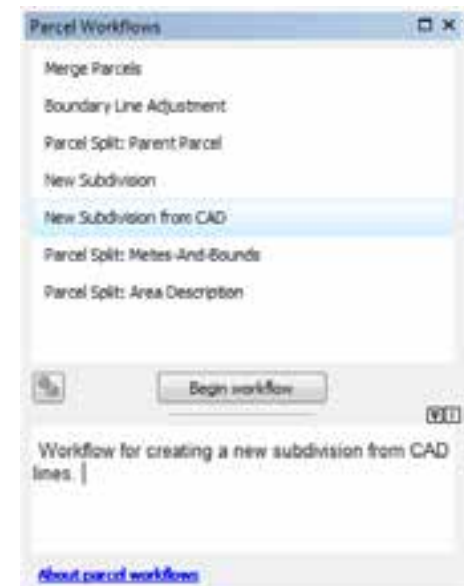 Parcel Workflows
Merge Parcels
Boundary Line Adjustment
Parcel Split: Parent Parcel
New Subdivision
New Subdivision from CAD
Parcel Split: Metes-And-Bounds
Parcel Split: Area Description
Begin workflow
Workflow for creating a new subdivision from CAD
lines.
About parcel workflows